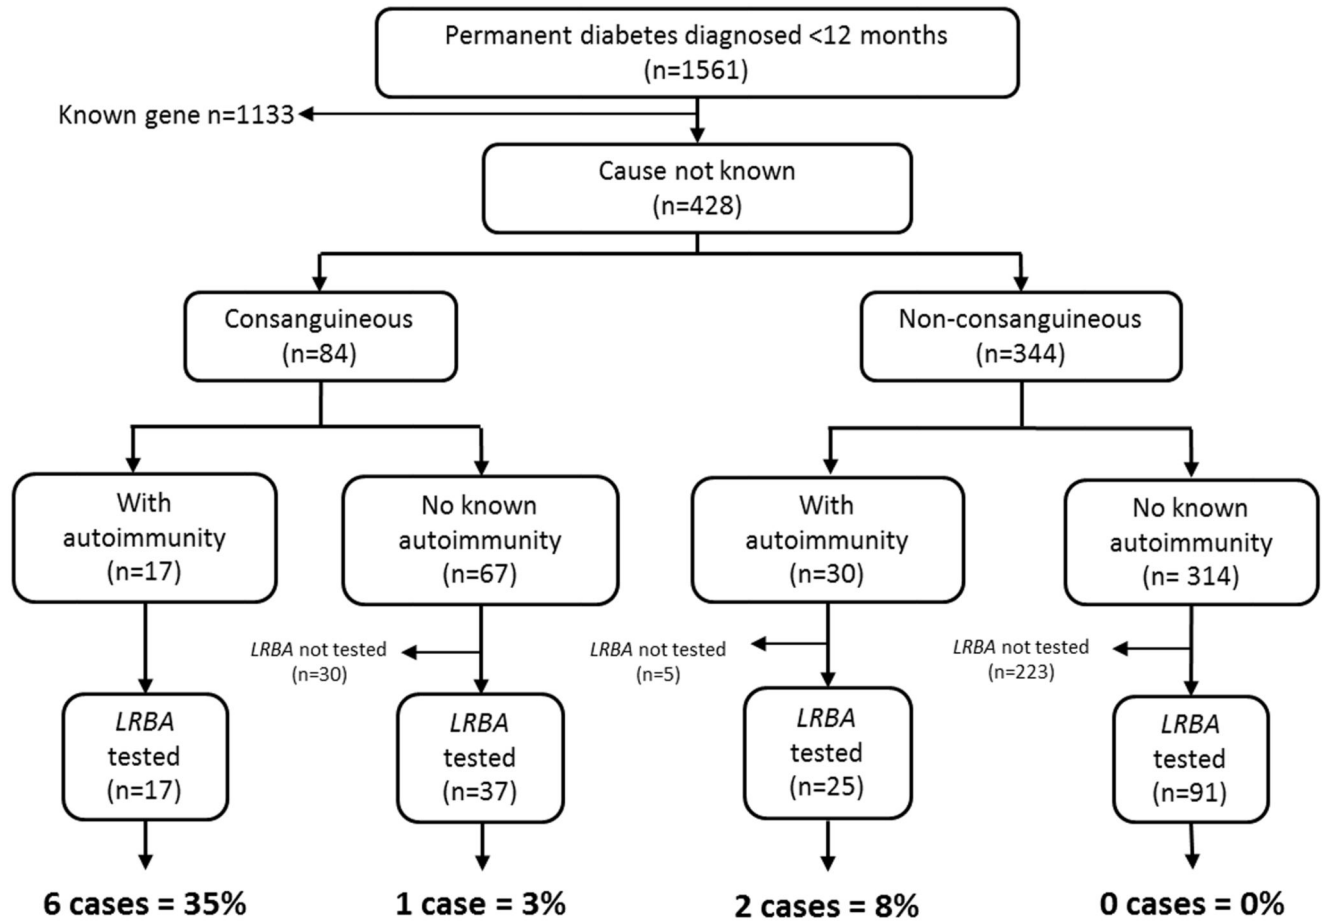 Permanent diabetes diagnosed <12 months
(n=1561)
Known gene n=1133
Cause not known
(n=428)
Consanguineous
(n=84)
Non-consanguineous
(n=344)
With
autoimmunity
(n=17)
No known
autoimmunity
(n=67)
With
autoimmunity
(n=30)
No known
autoimmunity
(n= 314)
LRBA not tested
(n=30)
LRBA not tested
(n=5)
LRBA not tested
(n=223)
LRBA
tested
(n=17)
LRBA
tested
(n=37)
LRBA
tested
(n=25)
LRBA
tested
(n=91)
6 cases = 35%
1 case = 3%
2 cases = 8%
0 cases = 0%